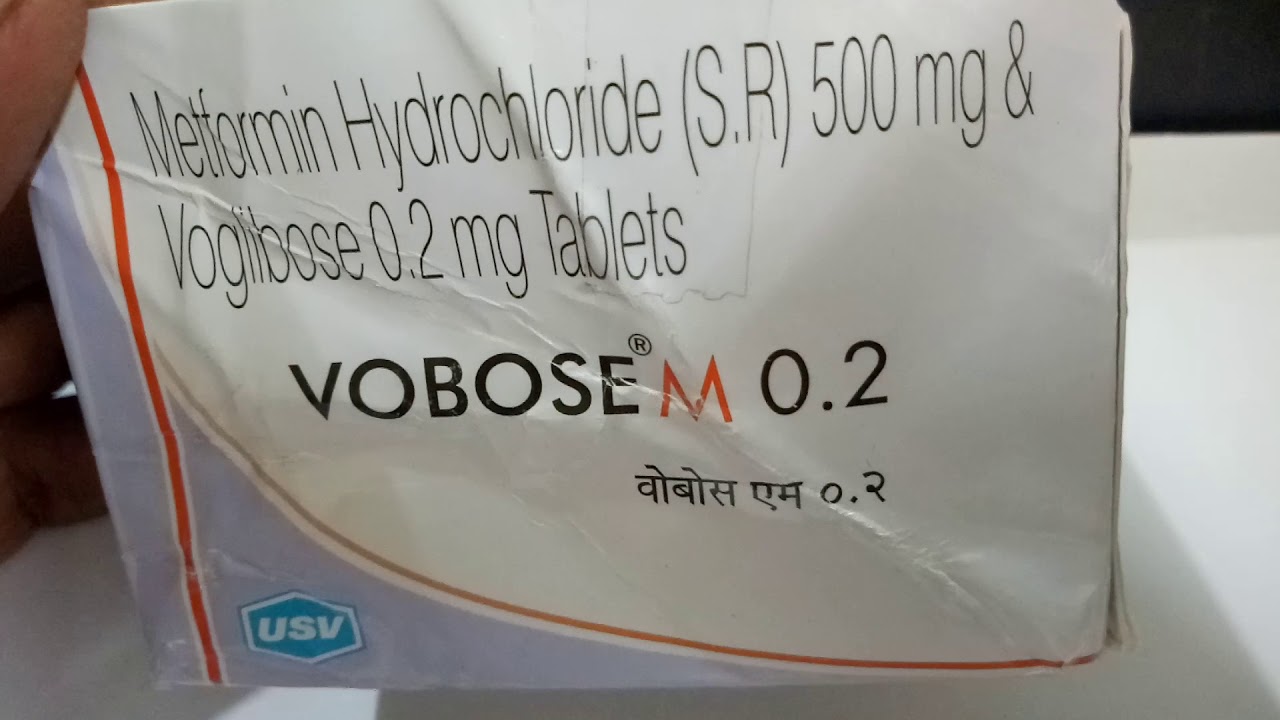 Metformin Hydrochloride (S.R) 500 mg &
Voglibose 0.2 mg Tablets
VOBOSE® M 0.2
वोबोस एम ०.२
USV